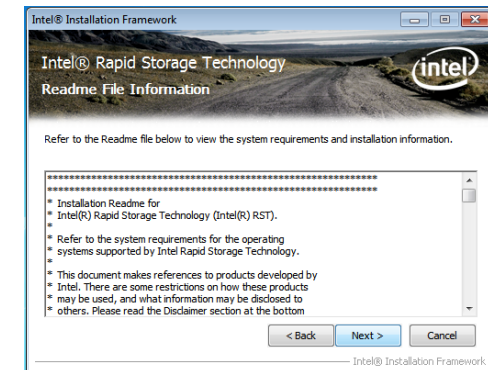 Intel® Installation Framework
Intel® Rapid Storage Technology
Readme File Information
intel
Refer to the Readme file below to view the system requirements and installation information.
************************************************************
************************************************************
* Installation Readme for
* Intel(R) Rapid Storage Technology (Intel(R) RST).
*
* Refer to the system requirements for the operating
* systems supported by Intel Rapid Storage Technology.
*
* This document makes references to products developed by
* Intel. There are some restrictions on how these products
* may be used, and what information may be disclosed to
* others. Please read the Disclaimer section at the bottom
< Back Next > Cancel
Intel® Installation Framework